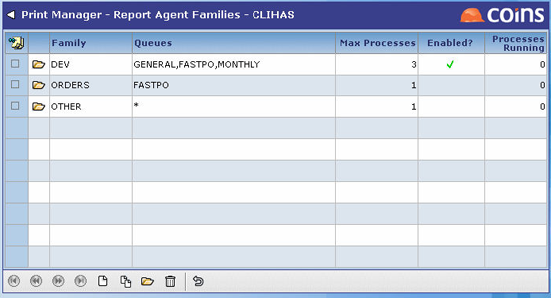 Print Manager - Report Agent Families - CLIHAS
coins
Family Queues Max Processes Enabled? Processes Running
DEV GENERAL,FASTPO,MONTHLY 3 ✓ 0
ORDERS FASTPO 1 0
OTHER * 1 0